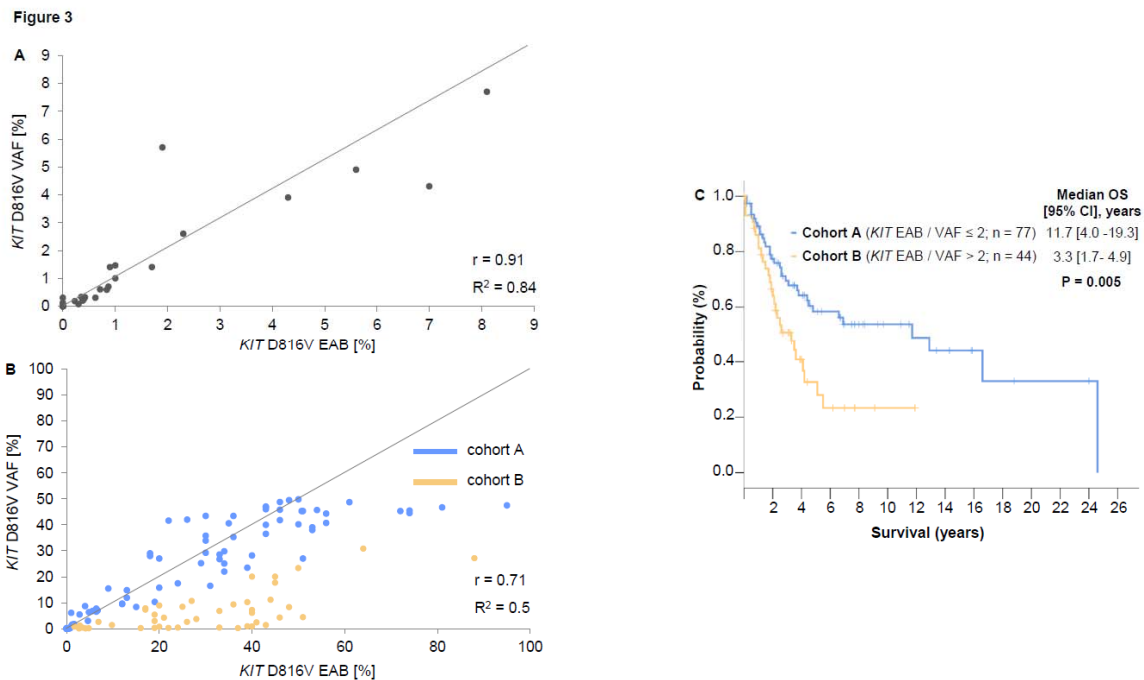 Figure 3
A
9
8
7
6
5
4
3
2
1
0
KIT D816V VAF [%]
r = 0.91
R² = 0.84
0 1 2 3 4 5 6 7 8 9
KIT D816V EAB [%]
B
100
90
80
70
60
50
40
30
20
10
0
KIT D816V VAF [%]
cohort A
cohort B
r = 0.71
R² = 0.5
0 20 40 60 80 100
KIT D816V EAB [%]
C
1.0
0.8
0.6
0.4
0.2
0.0
Probability (%)
Median OS
[95% CI], years
Cohort A (KIT EAB / VAF ≤ 2; n = 77) 11.7 [4.0 -19.3]
Cohort B (KIT EAB / VAF > 2; n = 44) 3.3 [1.7- 4.9]
P = 0.005
2 4 6 8 10 12 14 16 18 20 22 24 26
Survival (years)